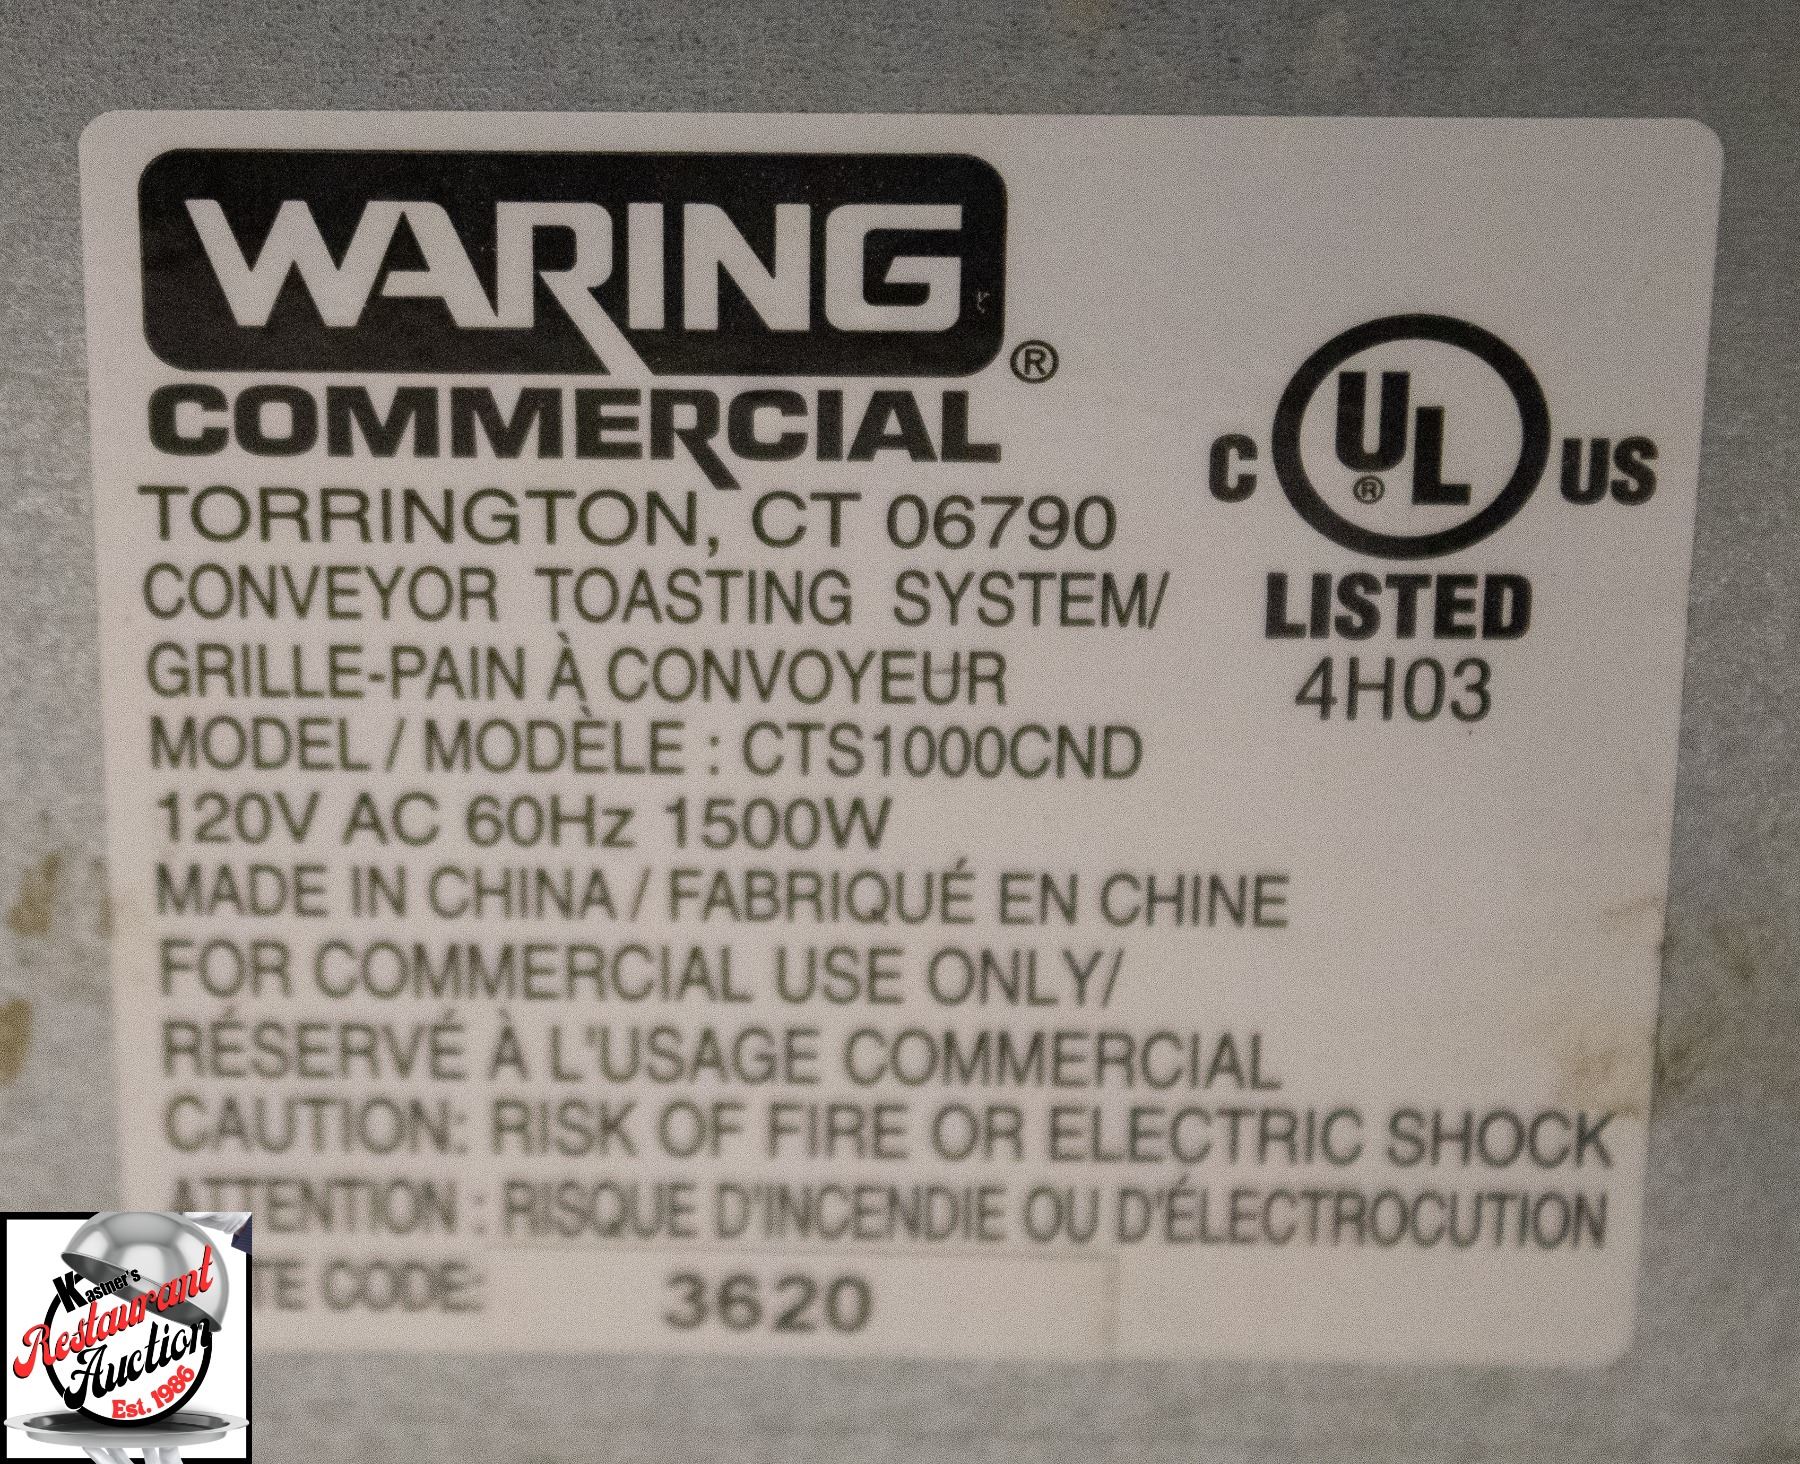 WARING
®
COMMERCIAL
TORRINGTON, CT 06790
CONVEYOR TOASTING SYSTEM/
GRILLE-PAIN À CONVOYEUR
MODEL / MODÈLE : CTS1000CND
120V AC 60Hz 1500W
MADE IN CHINA / FABRIQUÉ EN CHINE
FOR COMMERCIAL USE ONLY/
RÉSERVÉ À L'USAGE COMMERCIAL
CAUTION: RISK OF FIRE OR ELECTRIC SHOCK
ATTENTION : RISQUE D'INCENDIE OU D'ÉLECTROCUTION
TE CODE: 3620
C UL® US
LISTED
4H03
Kastner's
Restaurant
Auction
Est. 1986